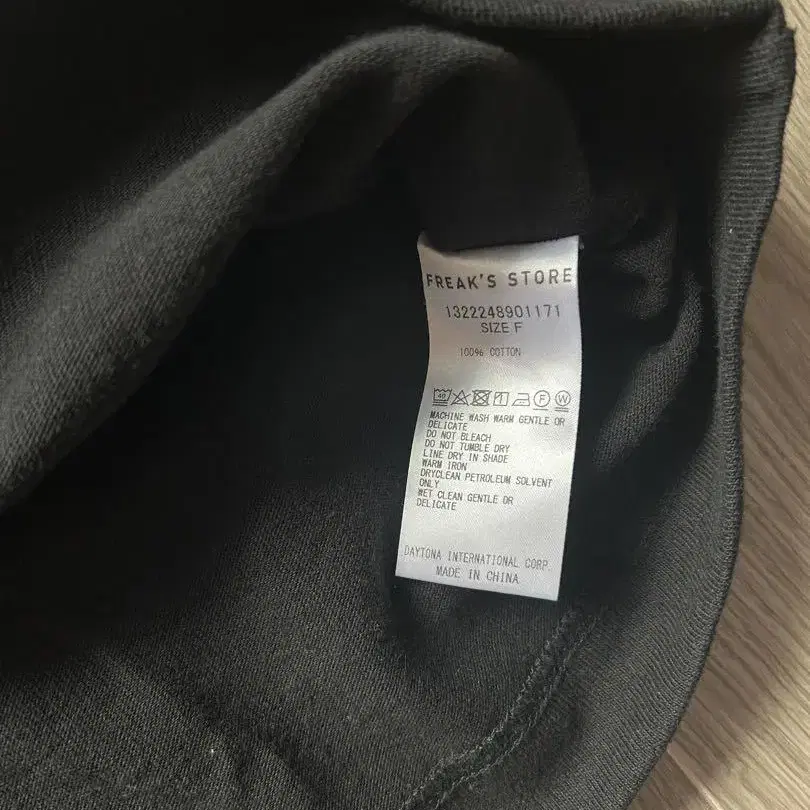 FREAK'S STORE
1322248901171
SIZE F
100% COTTON
40 F W
MACHINE WASH WARM GENTLE OR
DELICATE
DO NOT BLEACH
DO NOT TUMBLE DRY
LINE DRY IN SHADE
WARM IRON
DRYCLEAN PETROLEUM SOLVENT
ONLY
WET CLEAN GENTLE OR
DELICATE
DAYTONA INTERNATIONAL CORP.
MADE IN CHINA